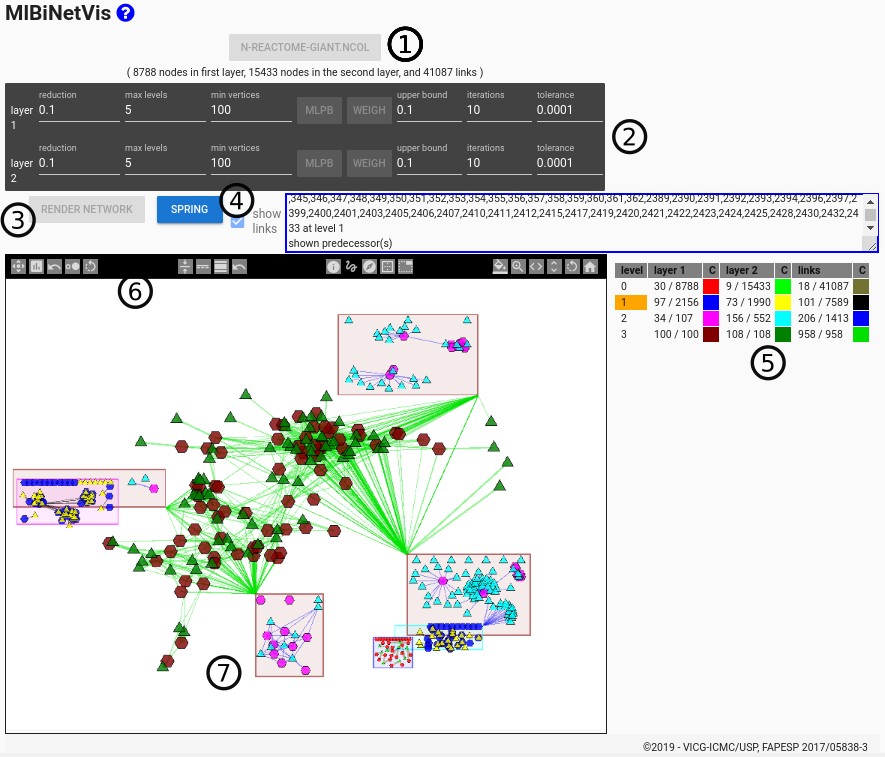 MIBiNetVis ?
N-REACTOME-GIANT.NCOL 1
( 8788 nodes in first layer, 15433 nodes in the second layer, and 41087 links )
reduction max levels min vertices upper bound iterations tolerance
layer 1 0.1 5 100 MLPB WEIGH 0.1 10 0.0001
2
reduction max levels min vertices upper bound iterations tolerance
layer 2 0.1 5 100 MLPB WEIGH 0.1 10 0.0001
3 RENDER NETWORK SPRING 4 show links
,345,346,347,348,349,350,351,352,353,354,355,356,357,358,359,360,361,362,2389,2390,2391,2392,2393,2394,2396,2397,2
399,2400,2401,2403,2405,2406,2407,2410,2411,2412,2415,2417,2419,2420,2421,2422,2423,2424,2425,2428,2430,2432,24
33 at level 1
shown predecessor(s)
6
level layer 1 C layer 2 C links C
0 30 / 8788 9 / 15433 18 / 41087
1 97 / 2156 73 / 1990 101 / 7589
2 34 / 107 156 / 552 206 / 1413
3 100 / 100 108 / 108 958 / 958
5
7
©2019 - VICG-ICMC/USP, FAPESP 2017/05838-3